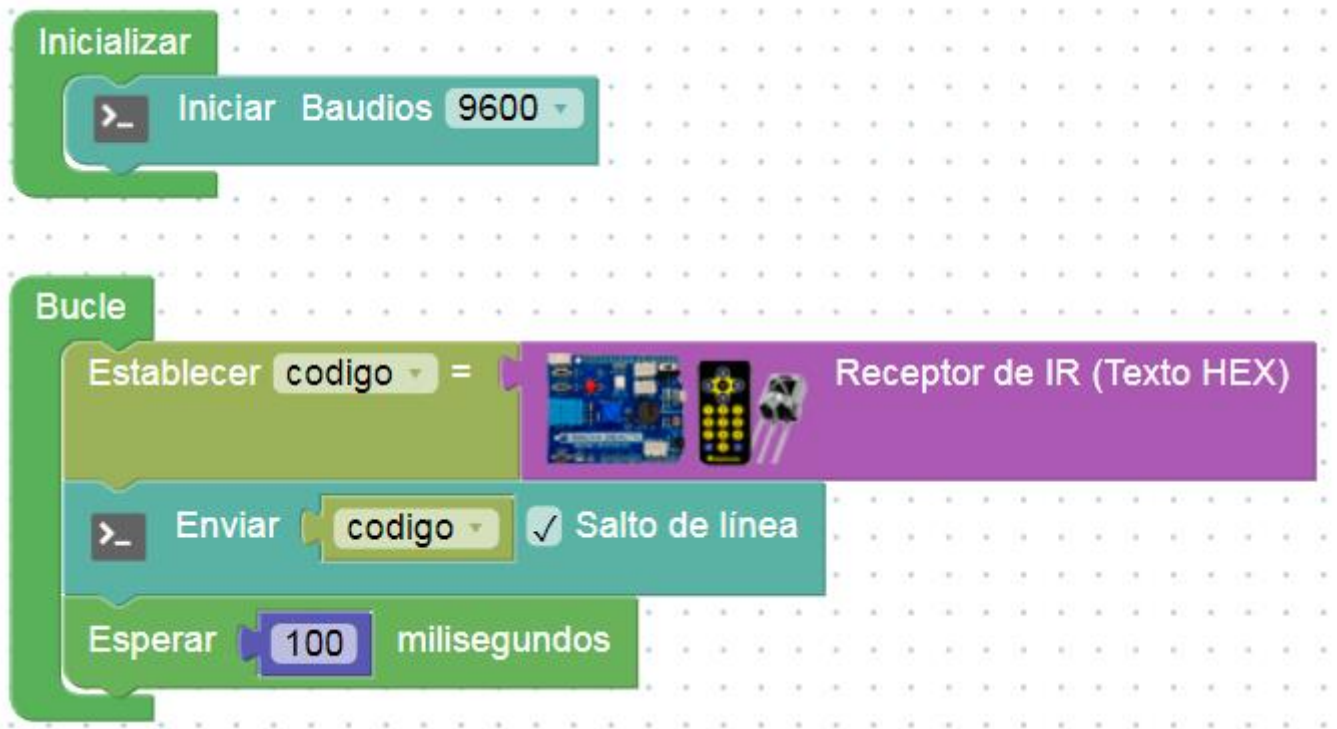 Inicializar
>_ Iniciar Baudios 9600
Bucle
Establecer codigo = Receptor de IR (Texto HEX)
>_ Enviar codigo ✓ Salto de línea
Esperar 100 milisegundos